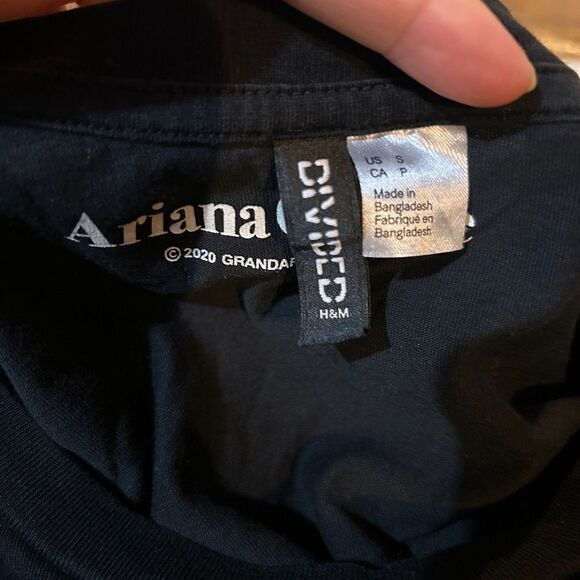 Ariana
© 2020 GRANDA
DIVIDED
H&M
US S
CA P
Made in
Bangladesh
Fabriqué en
Bangladesh